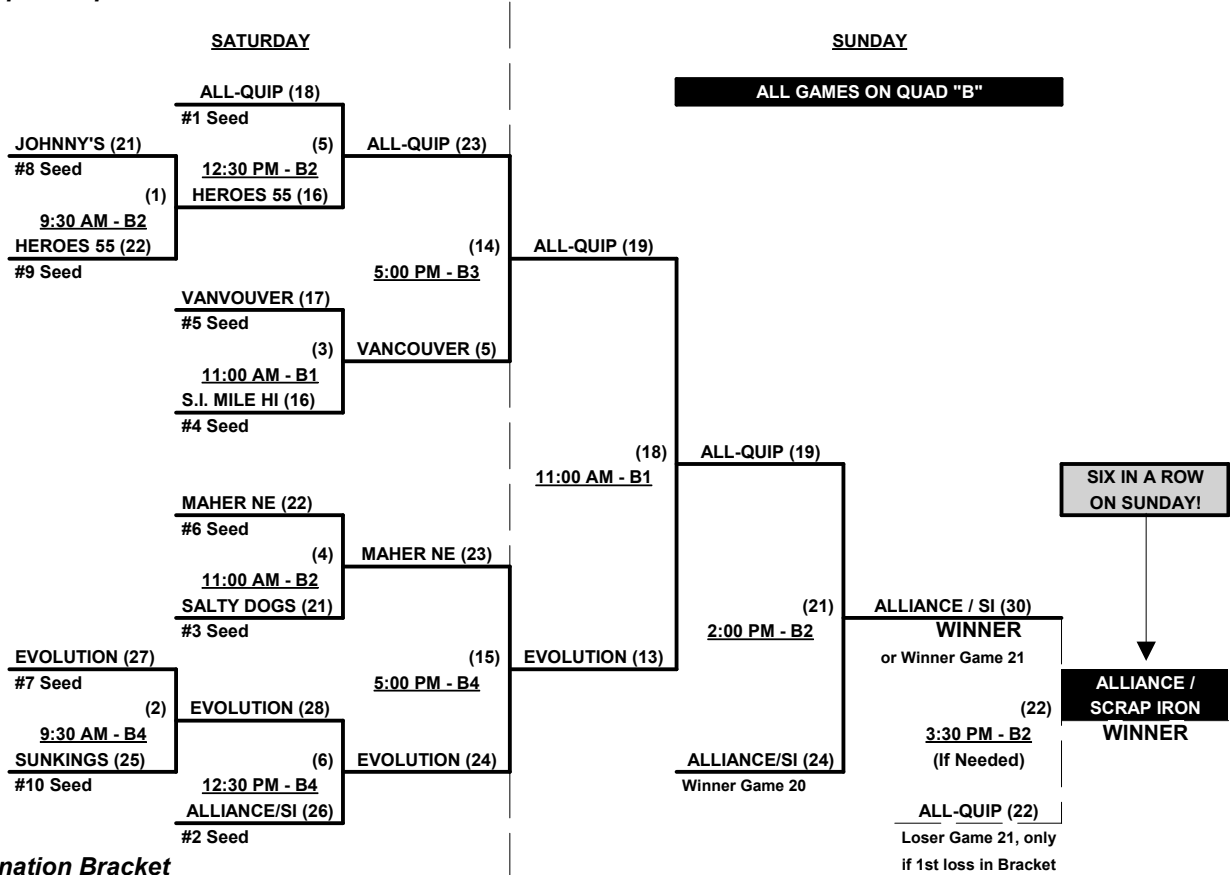 SATURDAY
SUNDAY
ALL-QUIP (18)
ALL GAMES ON QUAD "B"
#1 Seed
JOHNNY'S (21)
(5)
ALL-QUIP (23)
#8 Seed
12:30 PM - B2
(1)
HEROES 55 (16)
9:30 AM - B2
HEROES 55 (22)
(14)
ALL-QUIP (19)
#9 Seed
5:00 PM - B3
VANVOUVER (17)
#5 Seed
(3)
VANCOUVER (5)
11:00 AM - B1
S.I. MILE HI (16)
#4 Seed
(18)
ALL-QUIP (19)
11:00 AM - B1
SIX IN A ROW
ON SUNDAY!
MAHER NE (22)
#6 Seed
(4)
MAHER NE (23)
11:00 AM - B2
SALTY DOGS (21)
(21)
ALLIANCE / SI (30)
#3 Seed
2:00 PM - B2
WINNER
EVOLUTION (27)
(15)
EVOLUTION (13)
or Winner Game 21
#7 Seed
5:00 PM - B4
ALLIANCE /
(2)
EVOLUTION (28)
(22)
SCRAP IRON
9:30 AM - B4
3:30 PM - B2
WINNER
SUNKINGS (25)
(6)
EVOLUTION (24)
ALLIANCE/SI (24)
(If Needed)
#10 Seed
12:30 PM - B4
Winner Game 20
ALLIANCE/SI (26)
ALL-QUIP (22)
#2 Seed
Loser Game 21, only
nation Bracket
if 1st loss in Bracket